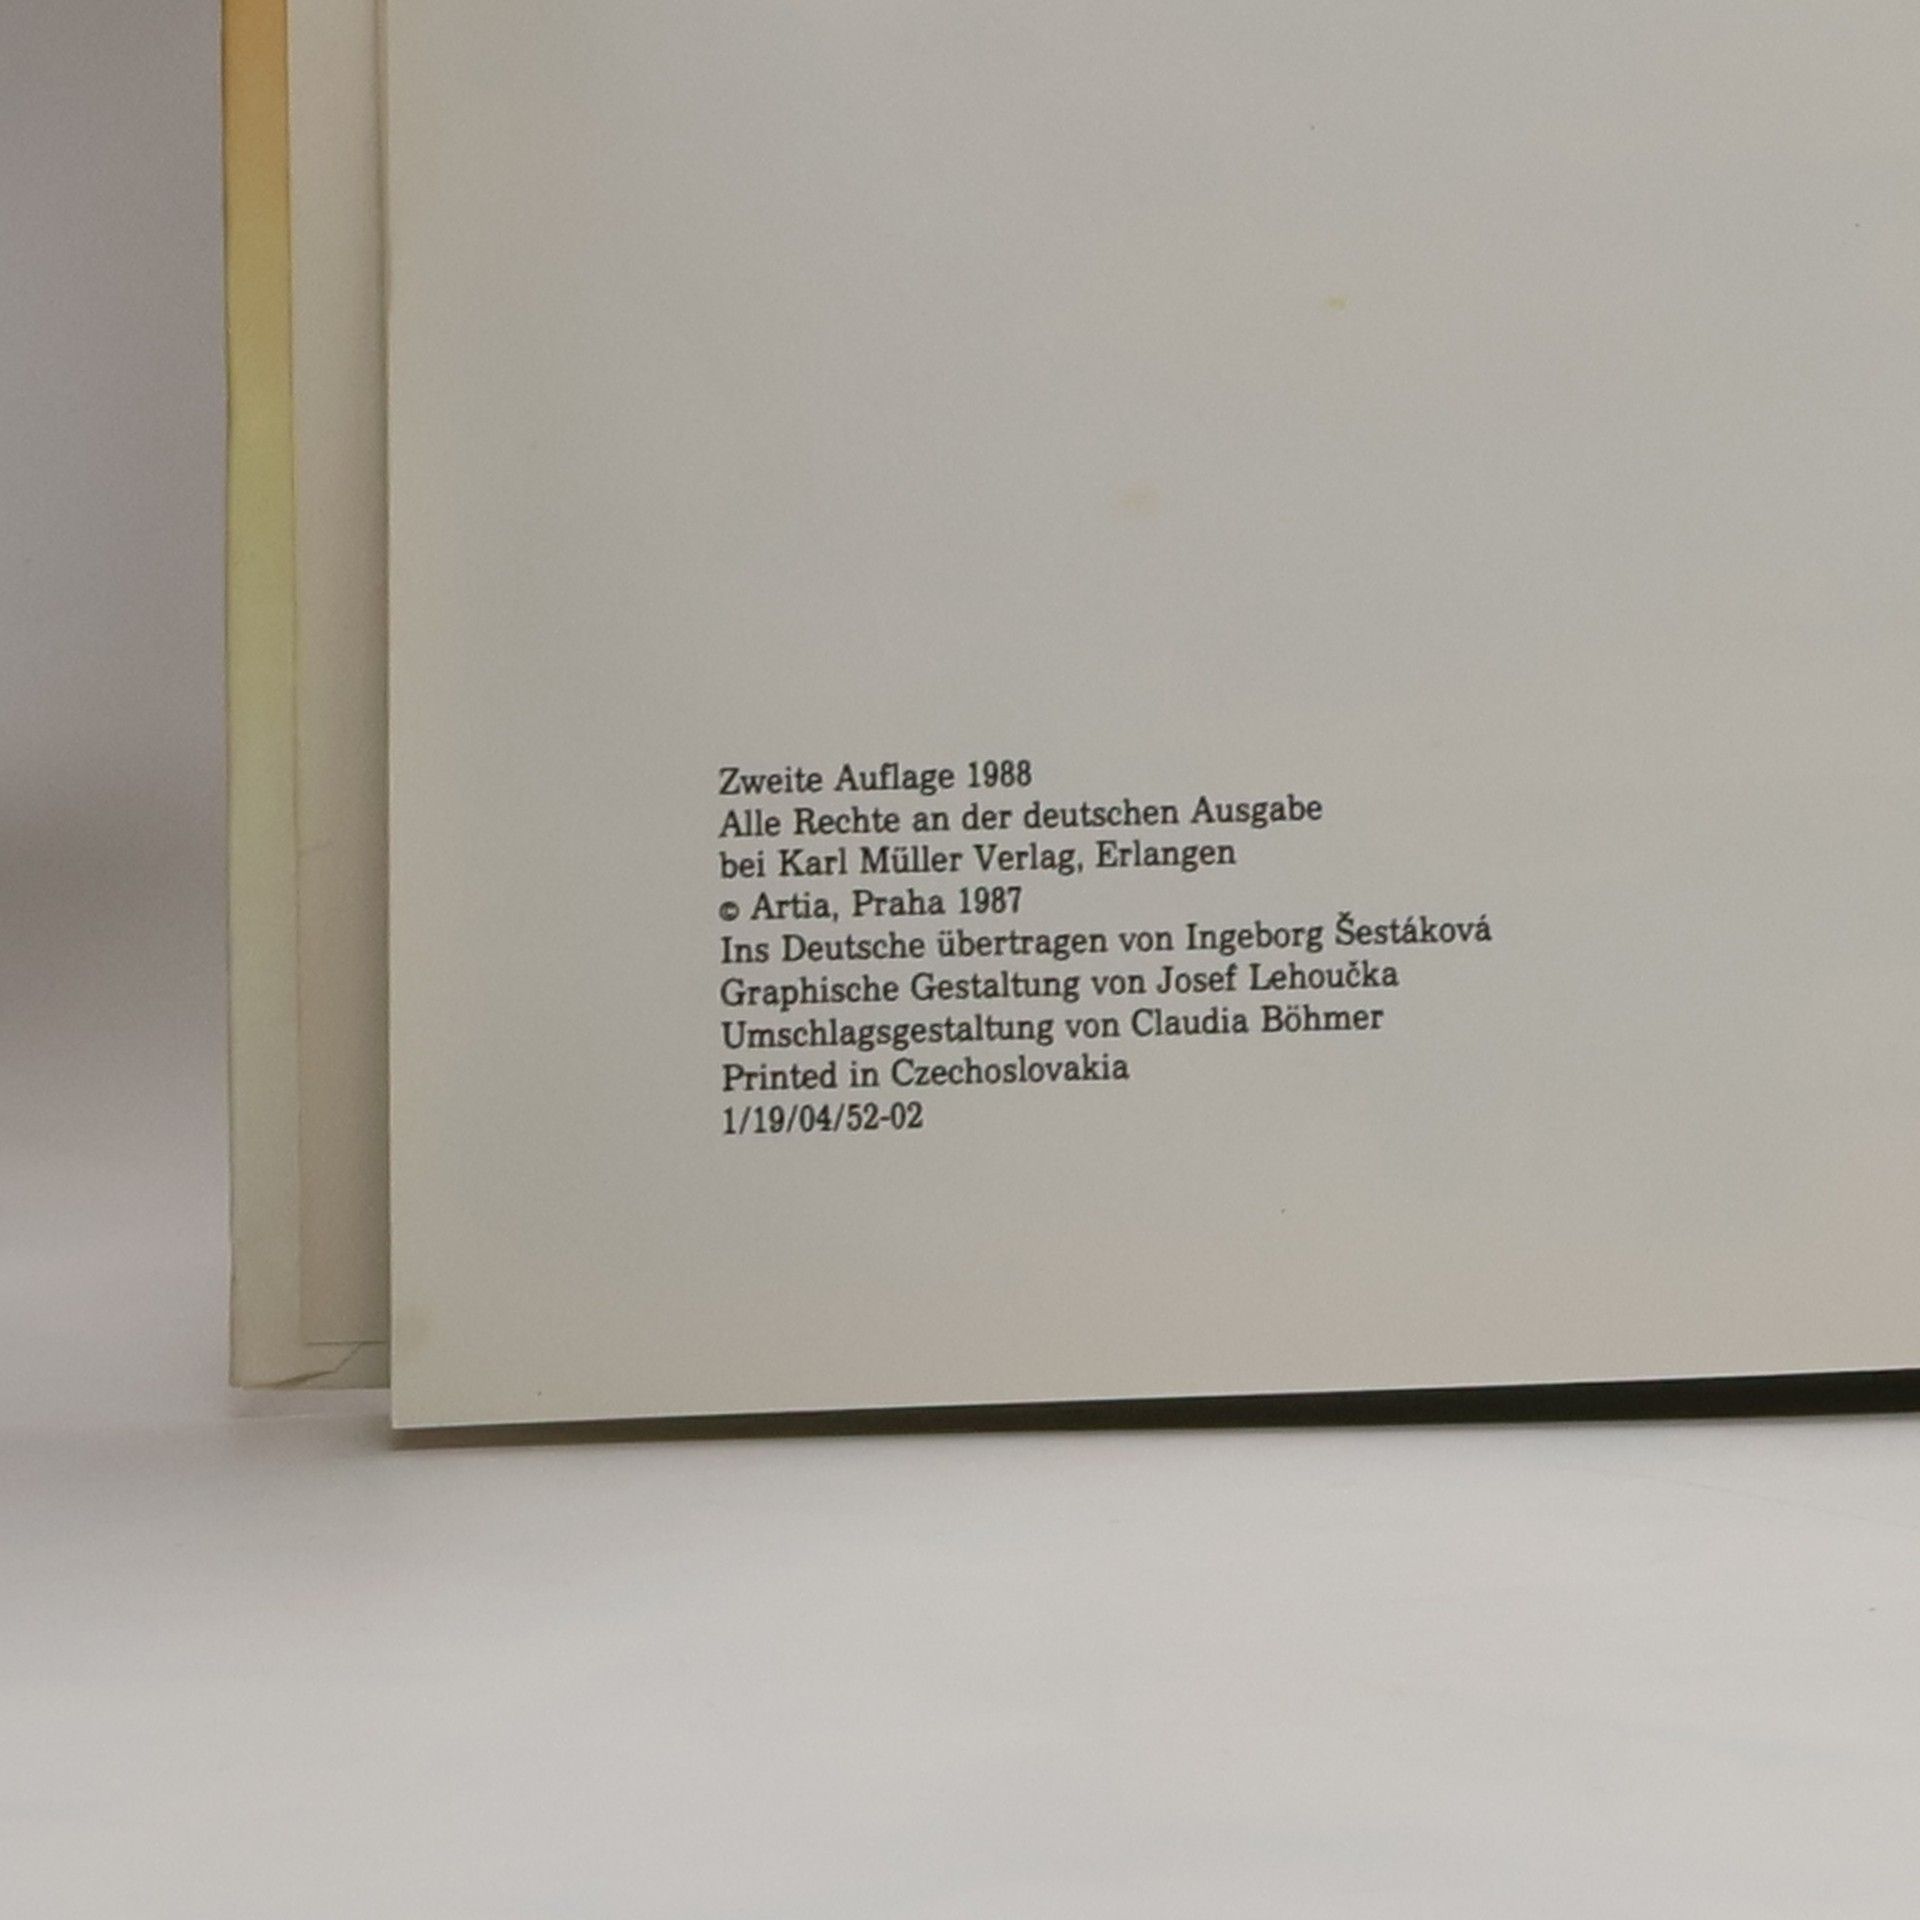 Zweite Auflage 1988
Alle Rechte an der deutschen Ausgabe
bei Karl Müller Verlag, Erlangen
© Artia, Praha 1987
Ins Deutsche übertragen von Ingeborg Šestáková
Graphische Gestaltung von Josef Lehoučka
Umschlagsgestaltung von Claudia Böhmer
Printed in Czechoslovakia
1/19/04/52-02